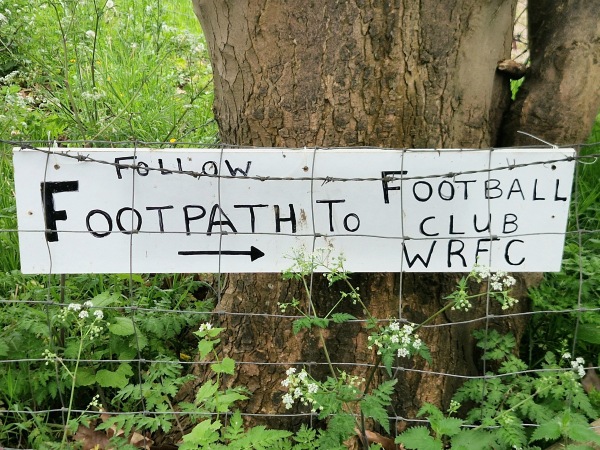 FOLLOW
FOOTPATH TO
→
FOOTBALL
CLUB
WRFC